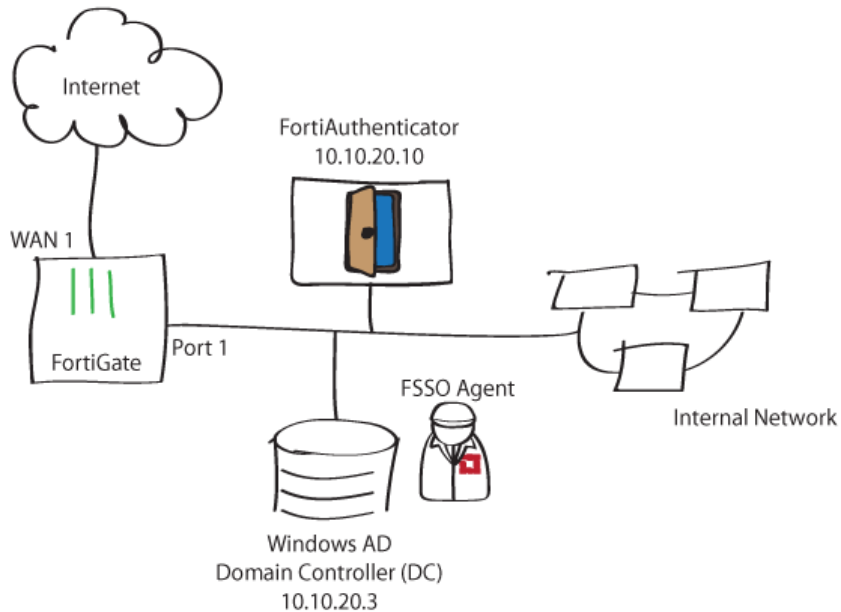 Internet
FortiAuthenticator
10.10.20.10
WAN 1
FortiGate
Port 1
FSSO Agent
Internal Network
Windows AD
Domain Controller (DC)
10.10.20.3